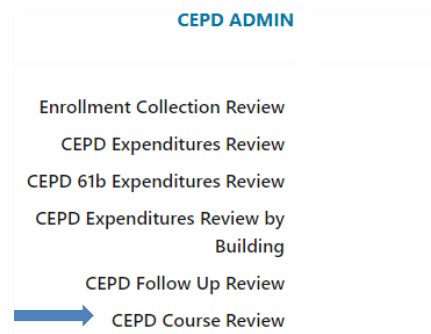 CEPD ADMIN
Enrollment Collection Review
CEPD Expenditures Review
CEPD 61b Expenditures Review
CEPD Expenditures Review by
Building
CEPD Follow Up Review
CEPD Course Review